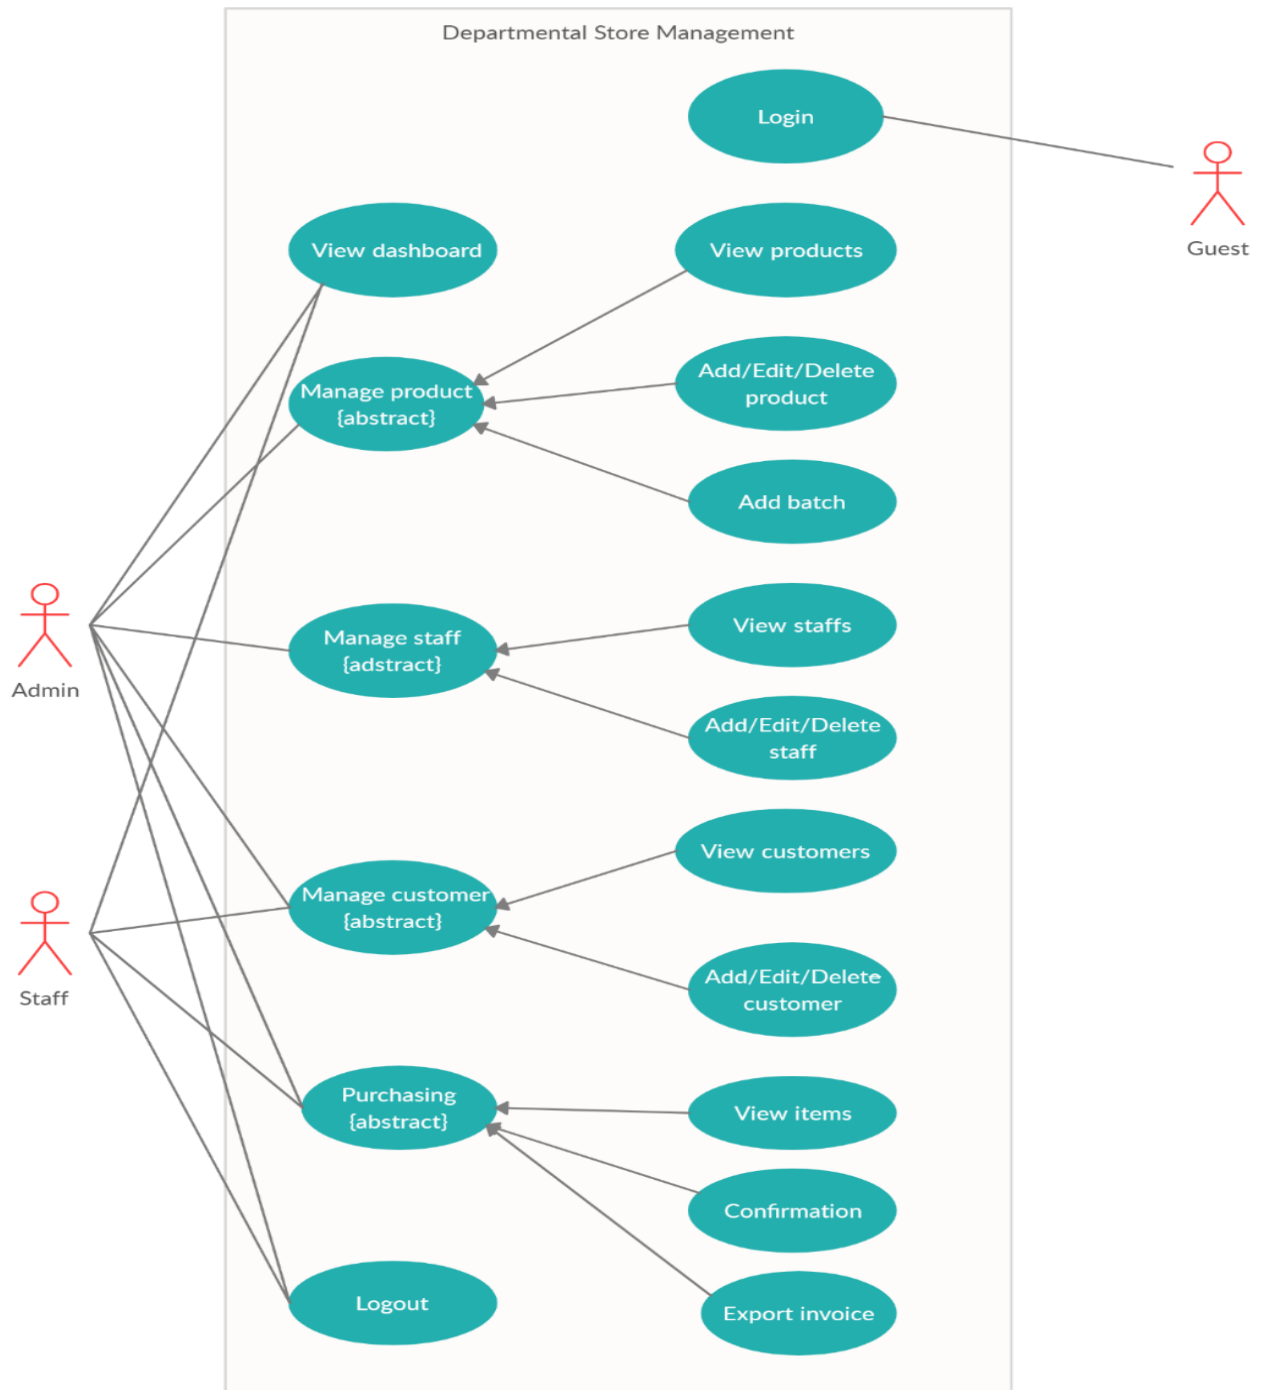 Departmental Store Management
Login
Guest
View dashboard
View products
Manage product
{abstract}
Add/Edit/Delete
product
Add batch
Admin
Manage staff
{adstract}
View staffs
Add/Edit/Delete
staff
Staff
Manage customer
{abstract}
View customers
Add/Edit/Delete
customer
Purchasing
{abstract}
View items
Confirmation
Export invoice
Logout